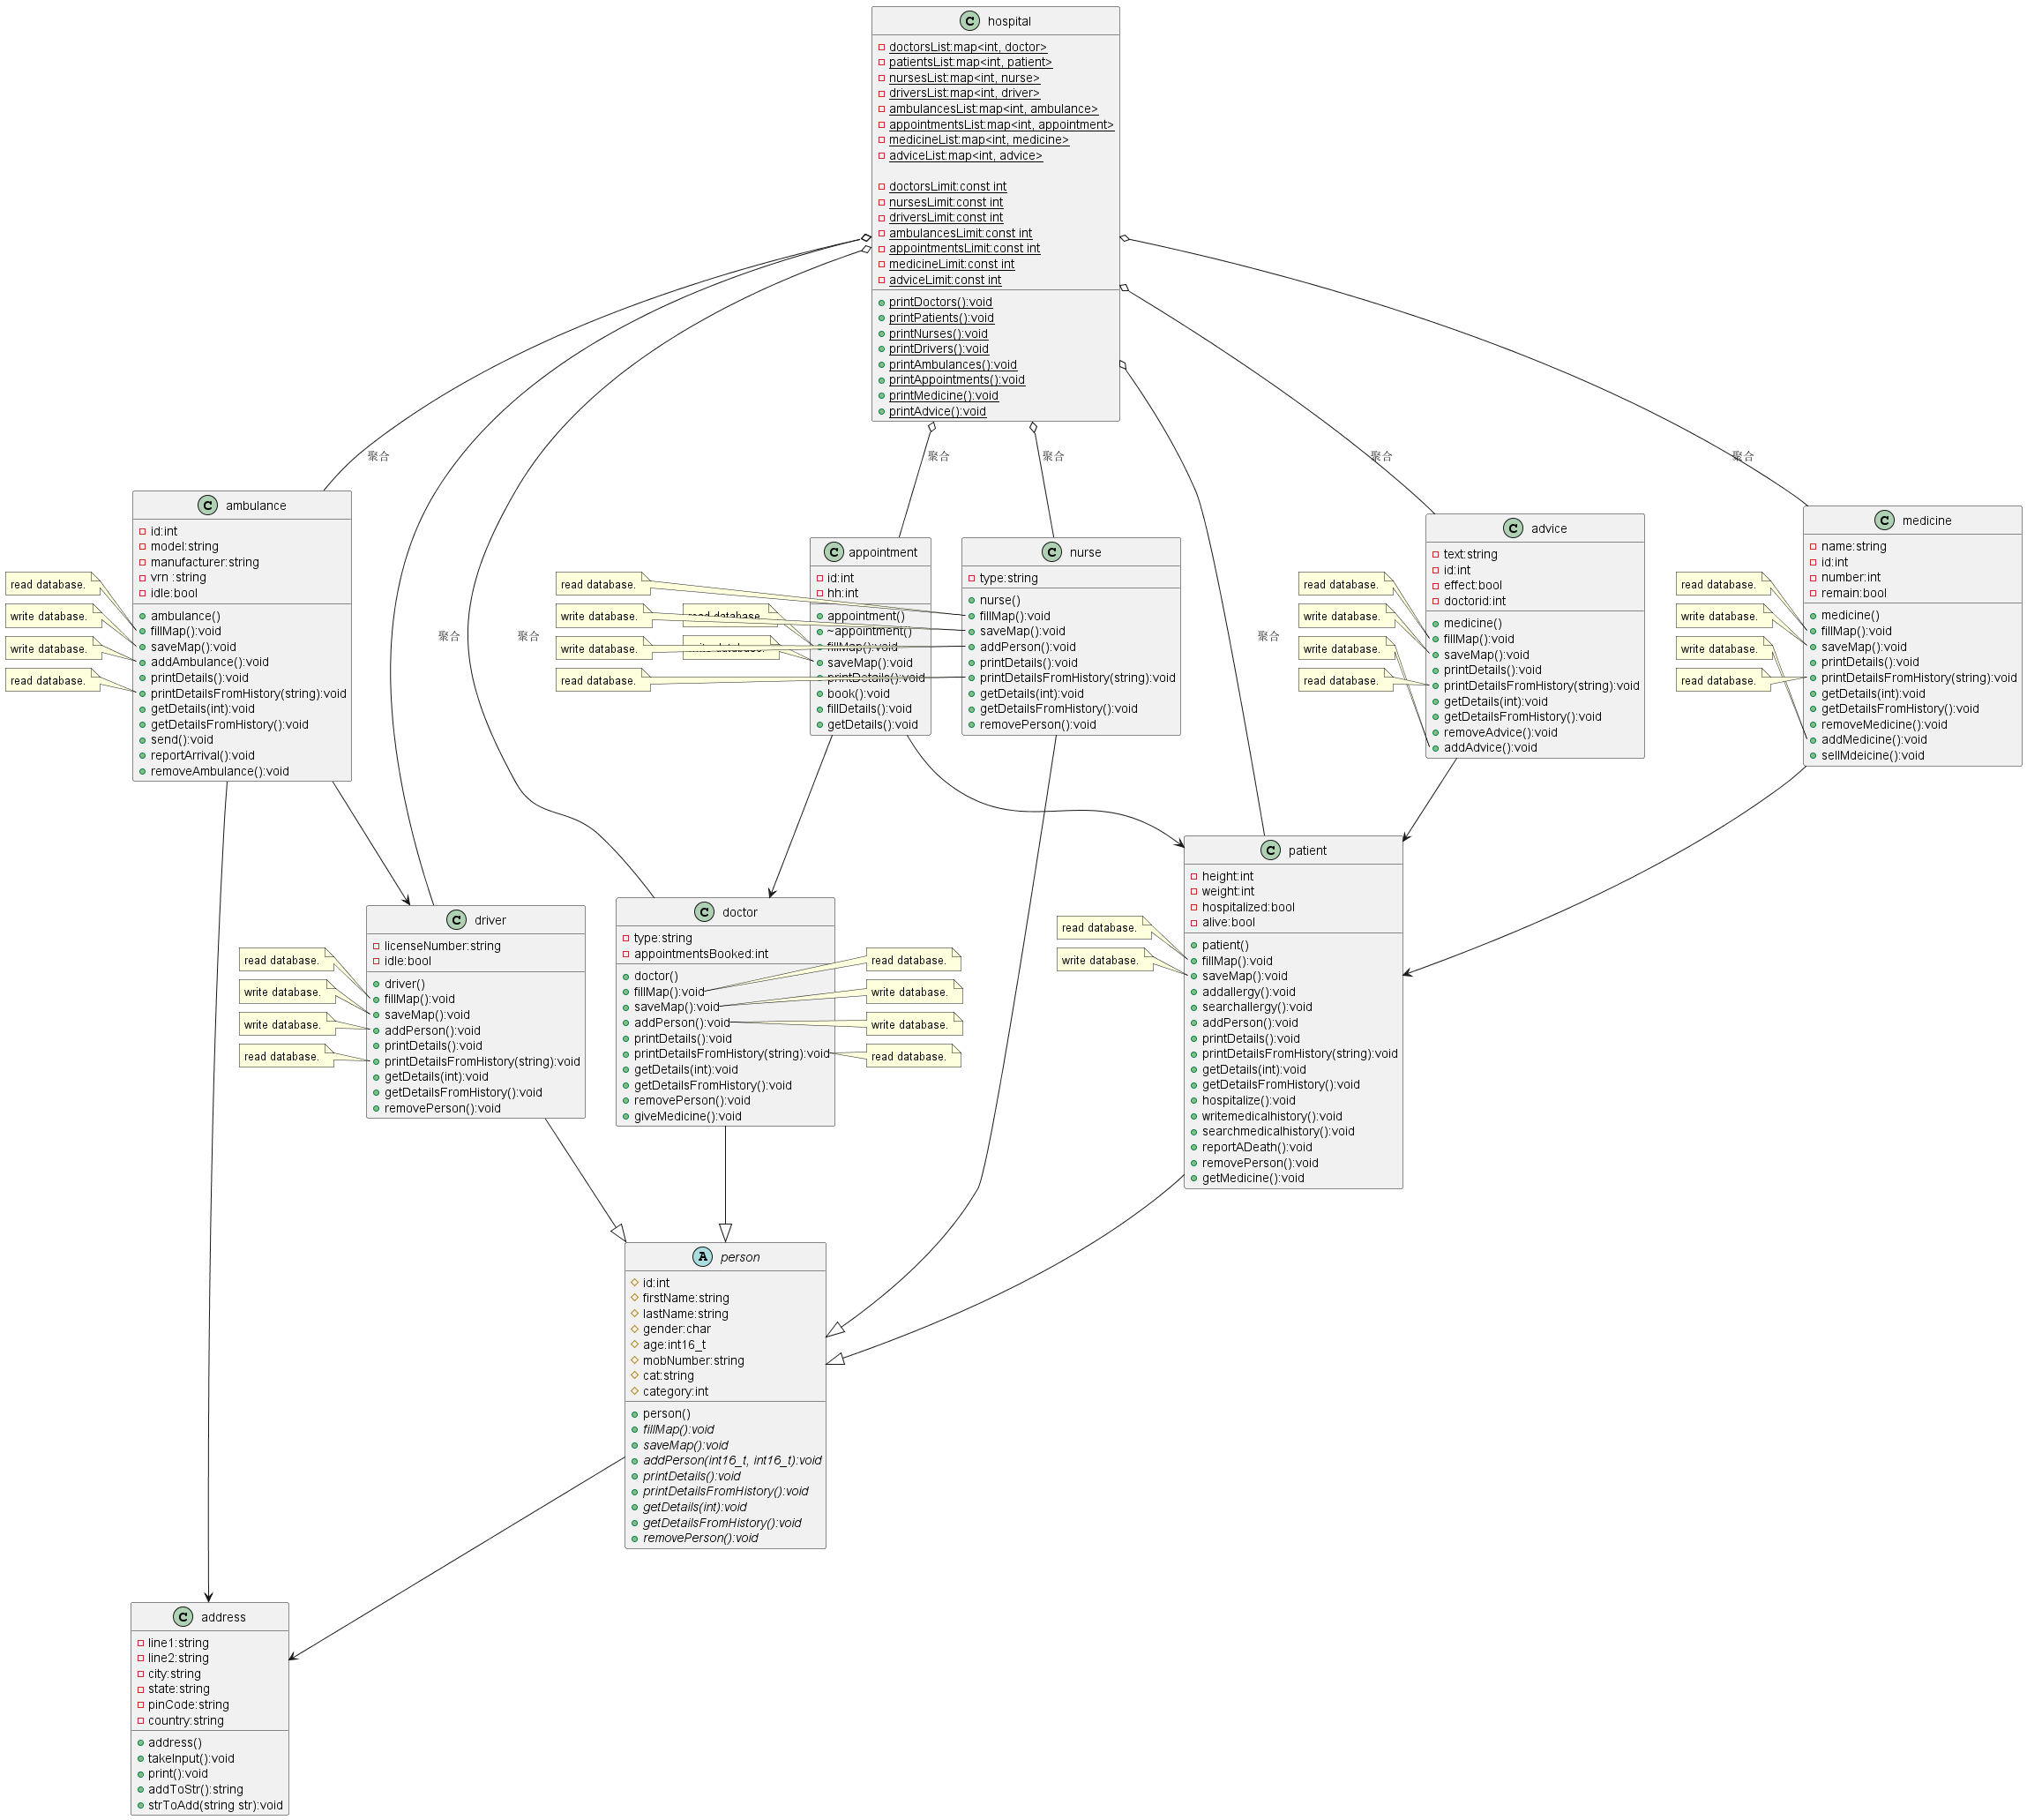 hospital
doctorsList:map<int, doctor>
patientsList:map<int, patient>
nursesList:map<int, nurse>
driversList:map<int, driver>
ambulancesList:map<int, ambulance>
appointmentsList:map<int, appointment>
medicineList:map<int, medicine>
adviceList:map<int, advice>
doctorsLimit:const int
nursesLimit:const int
driversLimit:const int
ambulancesLimit:const int
appointmentsLimit:const int
medicineLimit:const int
adviceLimit:const int
printDoctors():void
printPatients():void
printNurses():void
printDrivers():void
printAmbulances():void
printAppointments():void
printMedicine():void
printAdvice():void
聚合
聚合
聚合
聚合
聚合
聚合
聚合
聚合
ambulance
id:int
model:string
manufacturer:string
vrn :string
idle:bool
ambulance()
fillMap():void
saveMap():void
addAmbulance():void
printDetails():void
printDetailsFromHistory(string):void
getDetails(int):void
getDetailsFromHistory():void
send():void
reportArrival():void
removeAmbulance():void
read database.
write database.
write database.
read database.
appointment
id:int
hh:int
appointment()
~appointment()
fillMap():void
saveMap():void
printDetails():void
book():void
fillDetails():void
getDetails():void
read database.
write database.
nurse
type:string
nurse()
fillMap():void
saveMap():void
addPerson():void
printDetails():void
printDetailsFromHistory(string):void
getDetails(int):void
getDetailsFromHistory():void
removePerson():void
read database.
write database.
write database.
read database.
advice
text:string
id:int
effect:bool
doctorid:int
medicine()
fillMap():void
saveMap():void
printDetails():void
printDetailsFromHistory(string):void
getDetails(int):void
getDetailsFromHistory():void
removeAdvice():void
addAdvice():void
read database.
write database.
write database.
read database.
medicine
name:string
id:int
number:int
remain:bool
medicine()
fillMap():void
saveMap():void
printDetails():void
printDetailsFromHistory(string):void
getDetails(int):void
getDetailsFromHistory():void
removeMedicine():void
addMedicine():void
sellMdeicine():void
read database.
write database.
write database.
read database.
driver
licenseNumber:string
idle:bool
driver()
fillMap():void
saveMap():void
addPerson():void
printDetails():void
printDetailsFromHistory(string):void
getDetails(int):void
getDetailsFromHistory():void
removePerson():void
read database.
write database.
write database.
read database.
doctor
type:string
appointmentsBooked:int
doctor()
fillMap():void
saveMap():void
addPerson():void
printDetails():void
printDetailsFromHistory(string):void
getDetails(int):void
getDetailsFromHistory():void
removePerson():void
giveMedicine():void
read database.
write database.
write database.
read database.
patient
height:int
weight:int
hospitalized:bool
alive:bool
patient()
fillMap():void
saveMap():void
addallergy():void
searchallergy():void
addPerson():void
printDetails():void
printDetailsFromHistory(string):void
getDetails(int):void
getDetailsFromHistory():void
hospitalize():void
writemedicalhistory():void
searchmedicalhistory():void
reportADeath():void
removePerson():void
getMedicine():void
read database.
write database.
person
id:int
firstName:string
lastName:string
gender:char
age:int16_t
mobNumber:string
cat:string
category:int
person()
fillMap():void
saveMap():void
addPerson(int16_t, int16_t):void
printDetails():void
printDetailsFromHistory():void
getDetails(int):void
getDetailsFromHistory():void
removePerson():void
address
line1:string
line2:string
city:string
state:string
pinCode:string
country:string
address()
takeInput():void
print():void
addToStr():string
strToAdd(string str):void